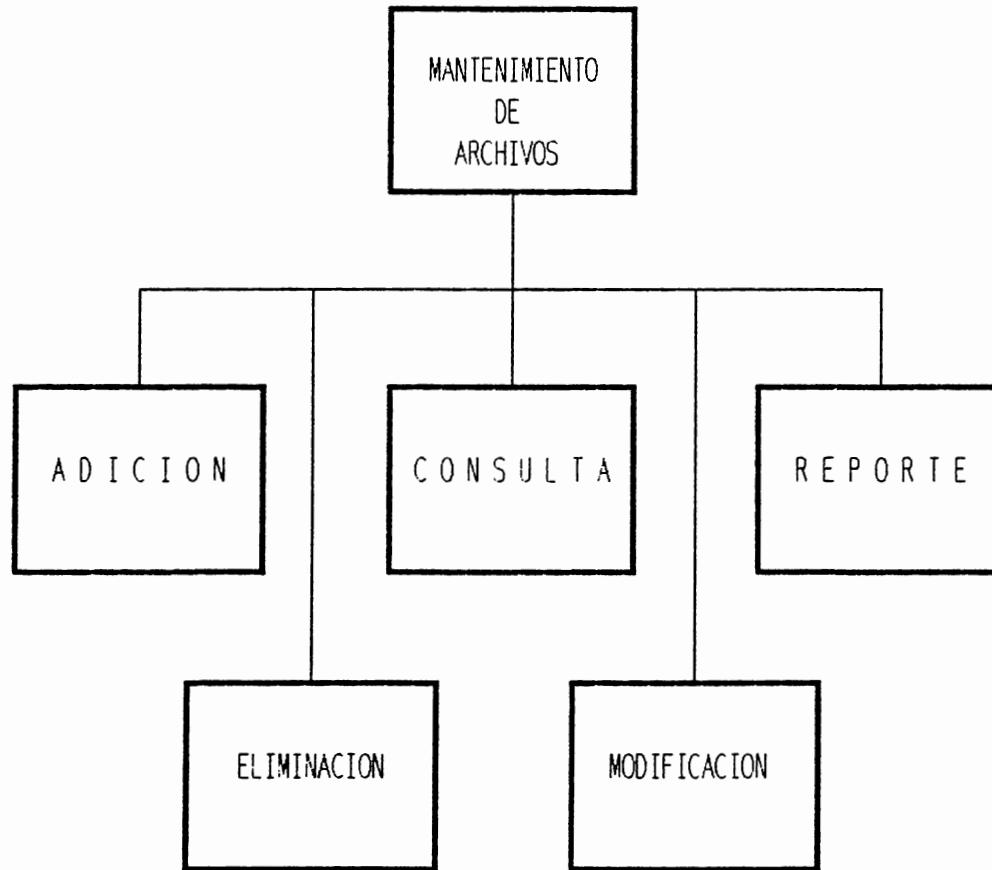 MANTENIMIENTO
DE
ARCHIVOS
ADICION
CONSULTA
REPORTE
ELIMINACION
MODIFICACION